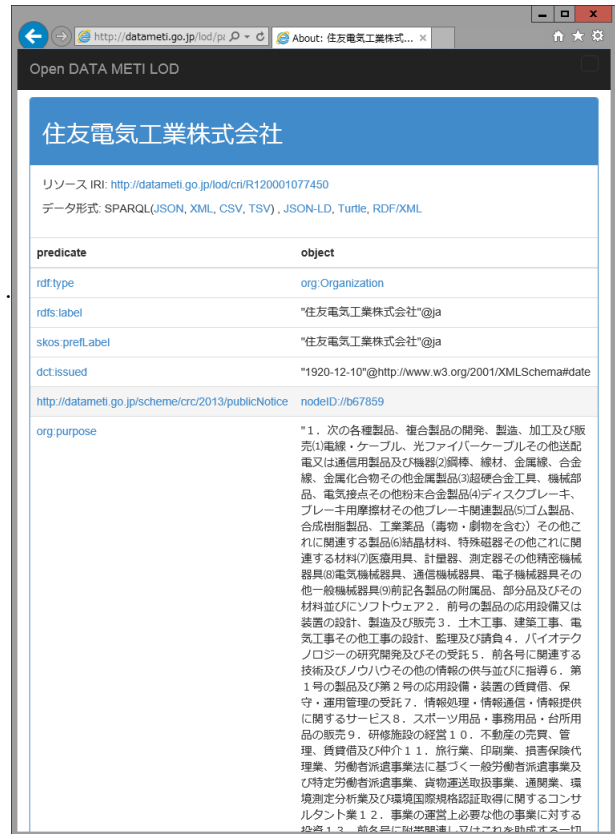 http://datameti.go.jp/lod/pa
About: 住友電気工業株式...
Open DATA METI LOD
住友電気工業株式会社
リソース IRI: http://datameti.go.jp/lod/cri/R120001077450
データ形式: SPARQL(JSON, XML, CSV, TSV) , JSON-LD, Turtle, RDF/XML
predicate object
rdf:type org:Organization
rdfs:label "住友電気工業株式会社"@ja
skos:prefLabel "住友電気工業株式会社"@ja
dct:issued "1920-12-10"@http://www.w3.org/2001/XMLSchema#date
http://datameti.go.jp/scheme/crc/2013/publicNotice nodeID://b67859
org:purpose "1．次の各種製品、複合製品の開発、製造、加工及び販
売⑴電線・ケーブル、光ファイバーケーブルその他送配
電又は通信用製品及び機器⑵鋼棒、線材、金属線、合金
線、金属化合物その他金属製品⑶超硬合金工具、機械部
品、電気接点その他粉末合金製品⑷ディスクブレーキ、
ブレーキ用摩擦材その他ブレーキ関連製品⑸ゴム製品、
合成樹脂製品、工業薬品（毒物・劇物を含む）その他こ
れに関連する製品⑹結晶材料、特殊磁器その他これに関
連する材料⑺医療用具、計量器、測定器その他精密機械
器具⑻電気機械器具、通信機械器具、電子機械器具その
他一般機械器具⑼前記各製品の附属品、部分品及びその
材料並びにソフトウェア２．前号の製品の応用設備又は
装置の設計、製造及び販売３．土木工事、建築工事、電
気工事その他工事の設計、監理及び請負４．バイオテク
ノロジーの研究開発及びその受託５．前各号に関連する
技術及びノウハウその他の情報の供与並びに指導６．第
１号の製品及び第２号の応用設備・装置の賃貸借、保
守・運用管理の受託７．情報処理・情報通信・情報提供
に関するサービス８．スポーツ用品・事務用品・台所用
品の販売９．研修施設の経営１０．不動産の売買、管
理、賃貸借及び仲介１１．旅行業、印刷業、損害保険代
理業、労働者派遣事業法に基づく一般労働者派遣事業及
び特定労働者派遣事業、貨物運送取扱事業、通関業、環
境測定分析業及び環境国際規格認証取得に関するコンサ
ルタント業１２．事業の運営上必要な他の事業に対する
投資１３．前各号に附帯関連し又はこれを助成する一切